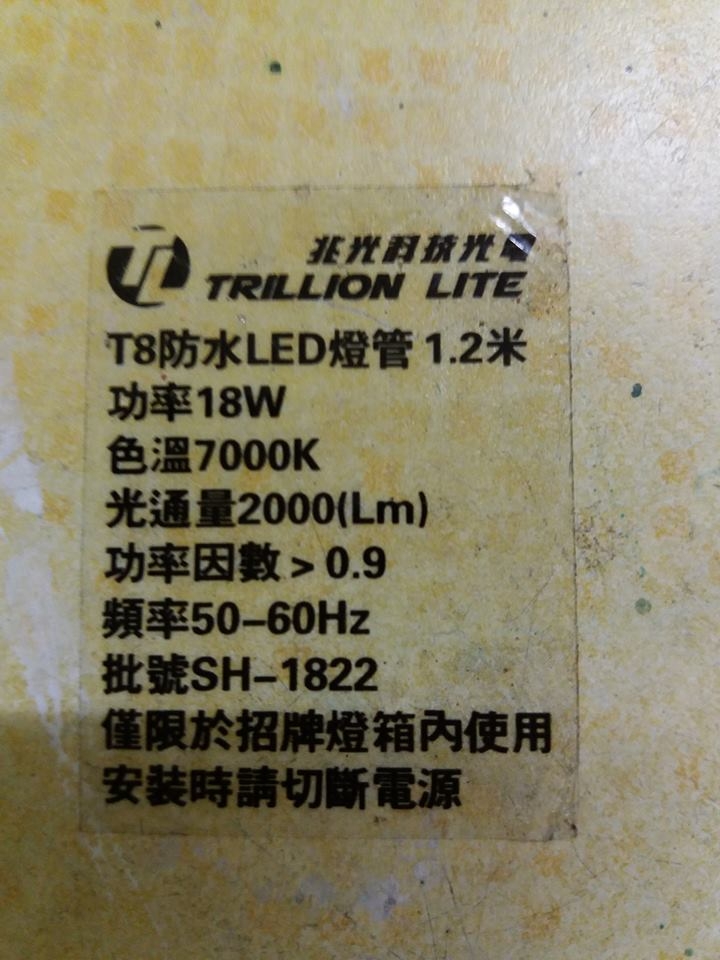 兆光科技光電
TRILLION LITE
T8防水LED燈管 1.2米
功率18W
色溫7000K
光通量2000(Lm)
功率因數 > 0.9
頻率50-60Hz
批號SH-1822
僅限於招牌燈箱內使用
安裝時請切斷電源